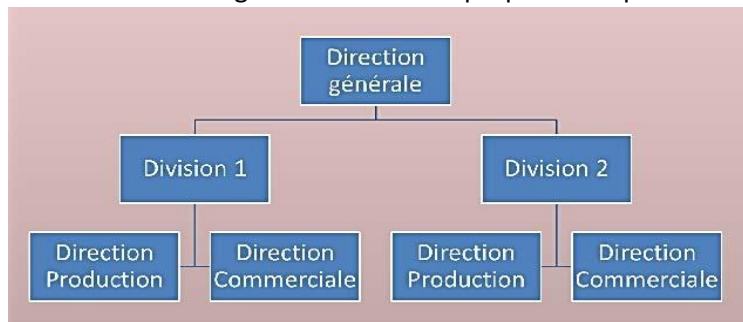 Direction
générale
Division 1
Division 2
Direction
Production
Direction
Commerciale
Direction
Production
Direction
Commerciale